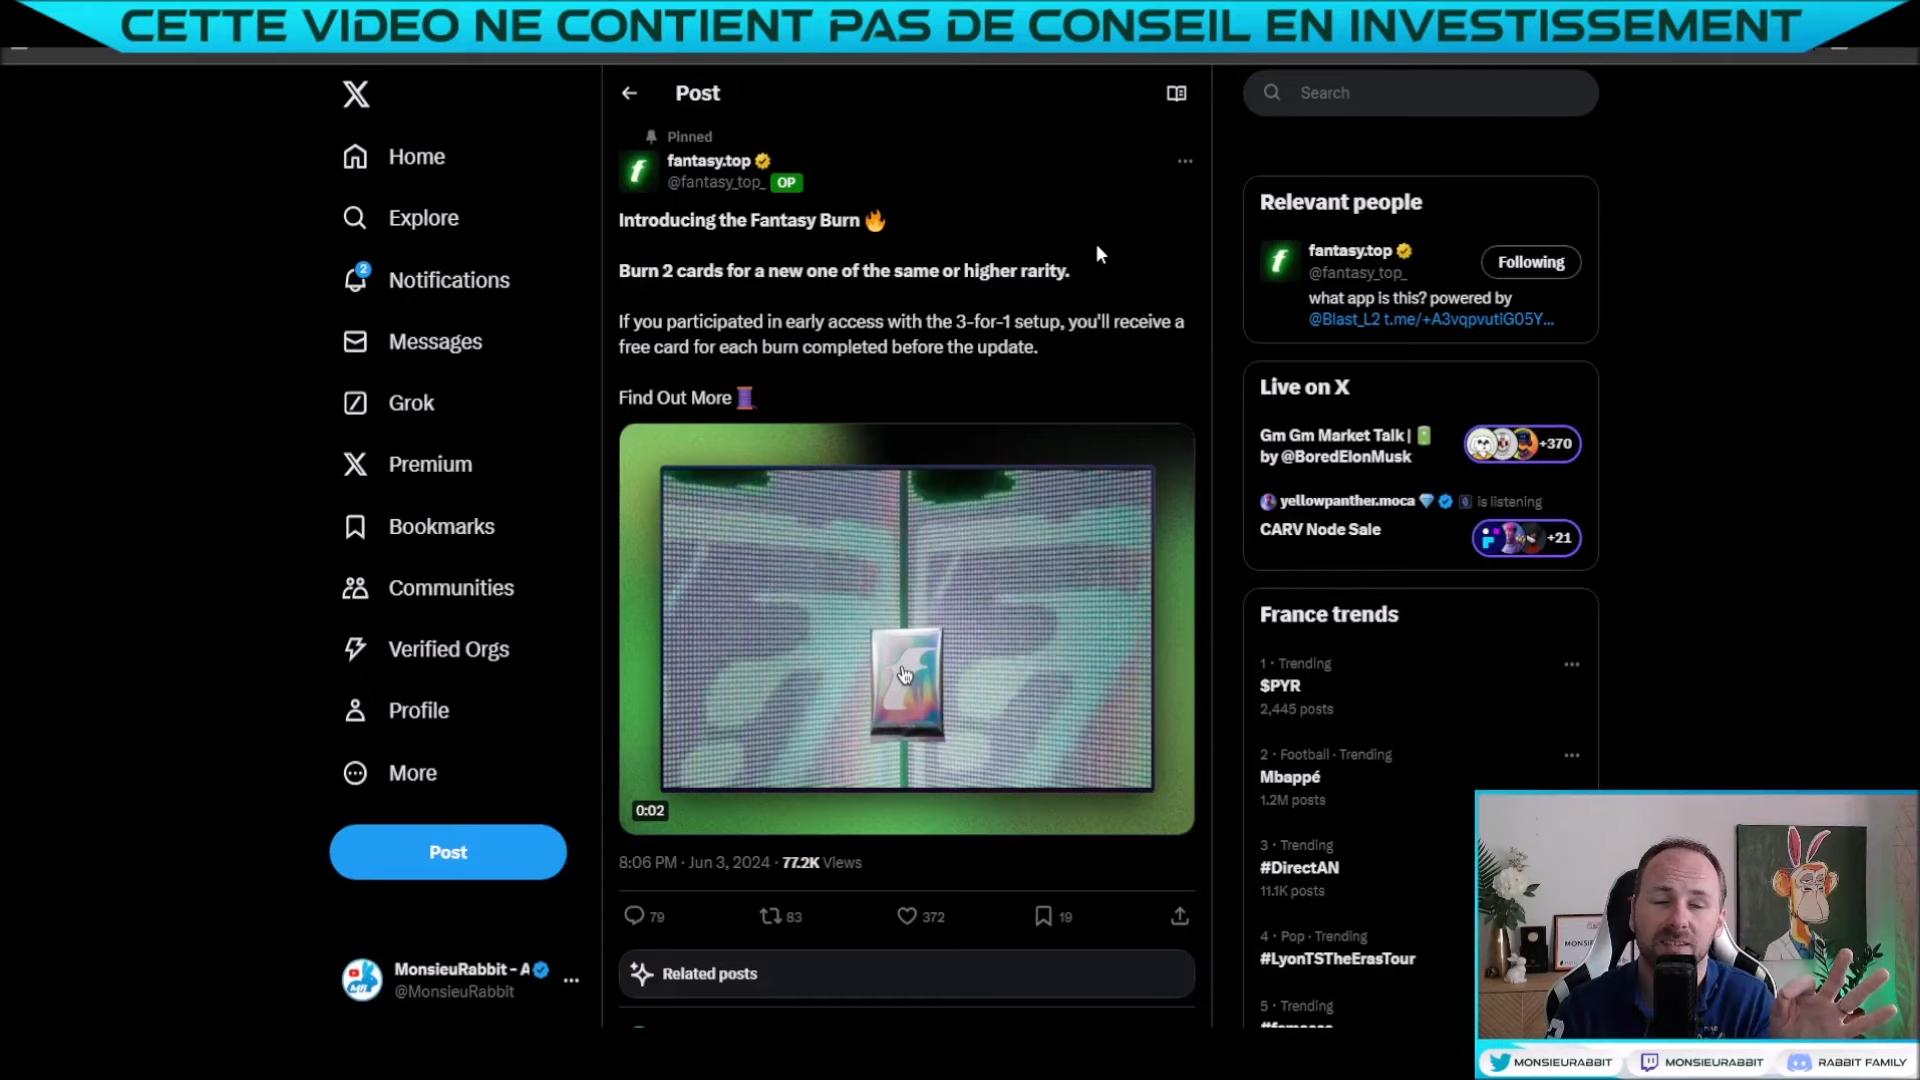 CETTE VIDEO NE CONTIENT PAS DE CONSEIL EN INVESTISSEMENT
Home
Explore
2
Notifications
Messages
Grok
Premium
Bookmarks
Communities
Verified Orgs
Profile
More
Post
MonsieuRabbit - A
@MonsieuRabbit
Post
Pinned
fantasy.top
@fantasy_top_ OP
Introducing the Fantasy Burn 🔥
Burn 2 cards for a new one of the same or higher rarity.
If you participated in early access with the 3-for-1 setup, you'll receive a
free card for each burn completed before the update.
Find Out More 🧵
0:02
8:06 PM · Jun 3, 2024 · 77.2K Views
79 83 372 19
Related posts
Search
Relevant people
fantasy.top
@fantasy_top_
Following
what app is this? powered by
@Blast_L2 t.me/+A3vqpvutlG05Y...
Live on X
Gm Gm Market Talk | 🔋
by @BoredElonMusk
+370
yellowpanther.moca 💎 is listening
CARV Node Sale
+21
France trends
1 · Trending
$PYR
2,445 posts
2 · Football · Trending
Mbappé
1.2M posts
3 · Trending
#DirectAN
11.1K posts
4 · Pop · Trending
#LyonTSTheErasTour
5 · Trending
MONSIEURABBIT
MONSIEURABBIT
RABBIT FAMILY